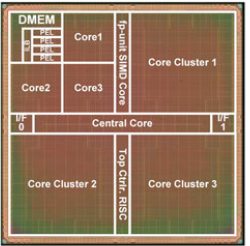 DMEM
PEL
PEL
PEL
PEL
Core1
fp-unit SIMD Core
Core Cluster 1
Core2
Core3
I/F
0
Central Core
I/F
1
Core Cluster 2
Top Ctrlr. RISC
Core Cluster 3